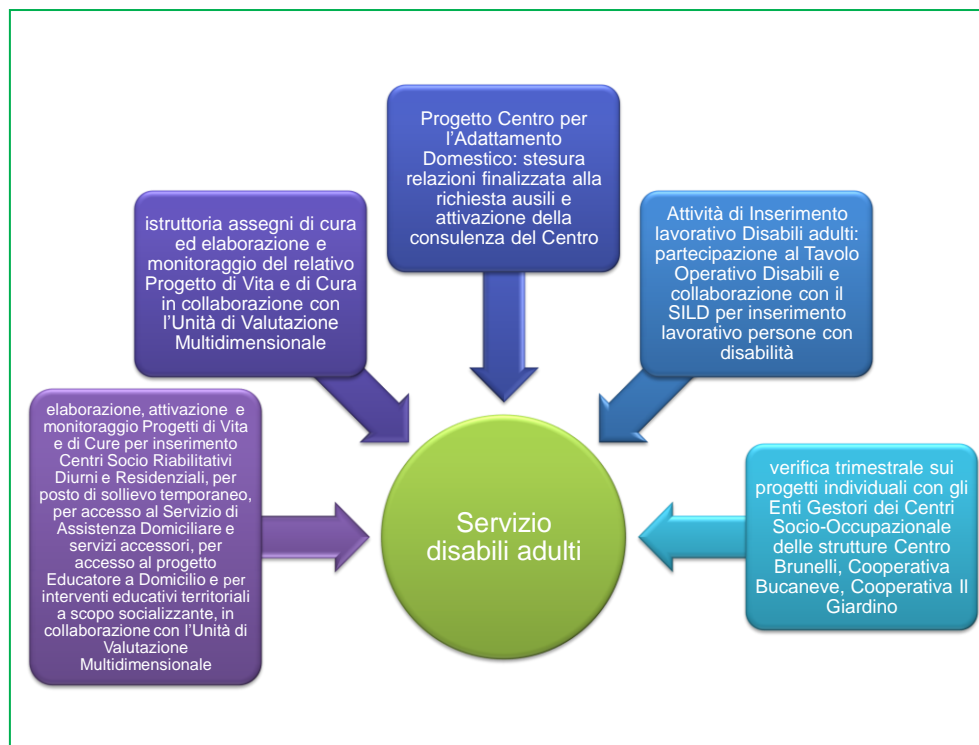 Progetto Centro per
l'Adattamento
Domestico: stesura
relazioni finalizzata alla
richiesta ausili e
attivazione della
consulenza del Centro
istruttoria assegni di cura
ed elaborazione e
monitoraggio del relativo
Progetto di Vita e di Cura
in collaborazione con
l'Unità di Valutazione
Multidimensionale
Attività di Inserimento
lavorativo Disabili adulti:
partecipazione al Tavolo
Operativo Disabili e
collaborazione con il
SILD per inserimento
lavorativo persone con
disabilità
elaborazione, attivazione e
monitoraggio Progetti di Vita
e di Cure per inserimento
Centri Socio Riabilitativi
Diurni e Residenziali, per
posto di sollievo temporaneo,
per accesso al Servizio di
Assistenza Domiciliare e
servizi accessori, per
accesso al progetto
Educatore a Domicilio e per
interventi educativi territoriali
a scopo socializzante, in
collaborazione con l'Unità di
Valutazione
Multidimensionale
Servizio
disabili adulti
verifica trimestrale sui
progetti individuali con gli
Enti Gestori dei Centri
Socio-Occupazionale
delle strutture Centro
Brunelli, Cooperativa
Bucaneve, Cooperativa Il
Giardino